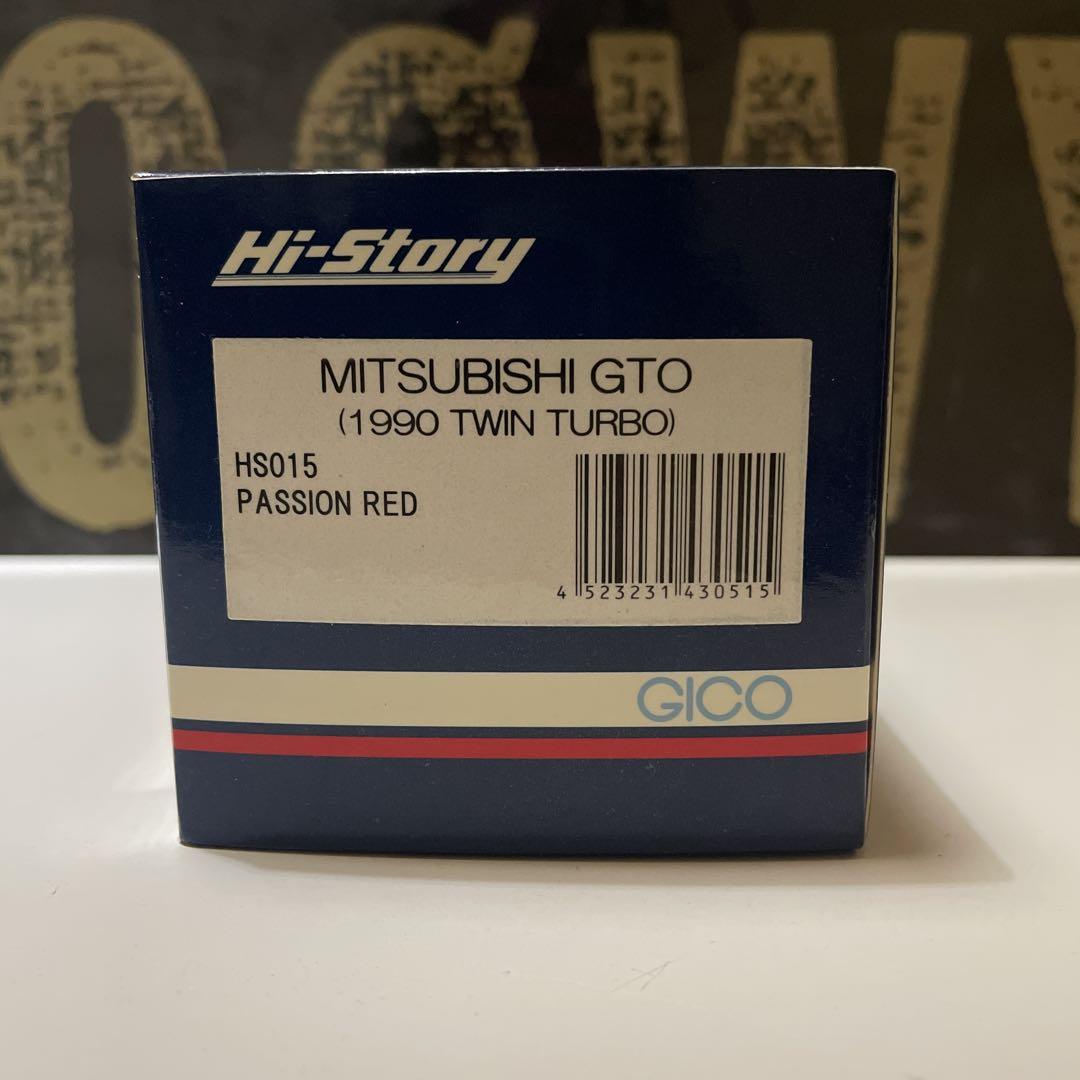 Hi-Story
MITSUBISHI GTO
(1990 TWIN TURBO)
HS015
PASSION RED
4 523231 430515
GICO